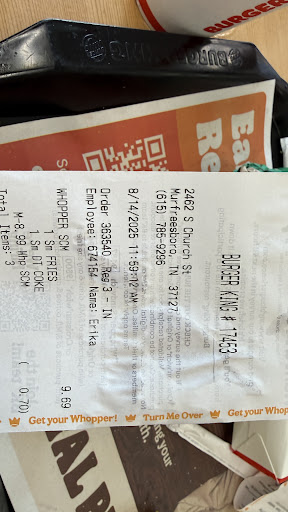 BURGER KING # 17453
2462 S Church St
Murfreesboro, TN 37127
(615) 785-9296
8/14/2025 11:59:12 AM
Order 363540 Reg 3 - IN
Employee: 674154 Name: Erika
WHOPPER SCM 9.69
1 Sm FRIES
1 Sm DT COKE
M-8.99 Whp SCM ( 0.70)
Total Items: 3
Get your Whopper! Turn Me Over Get your Whopper!
BURGER